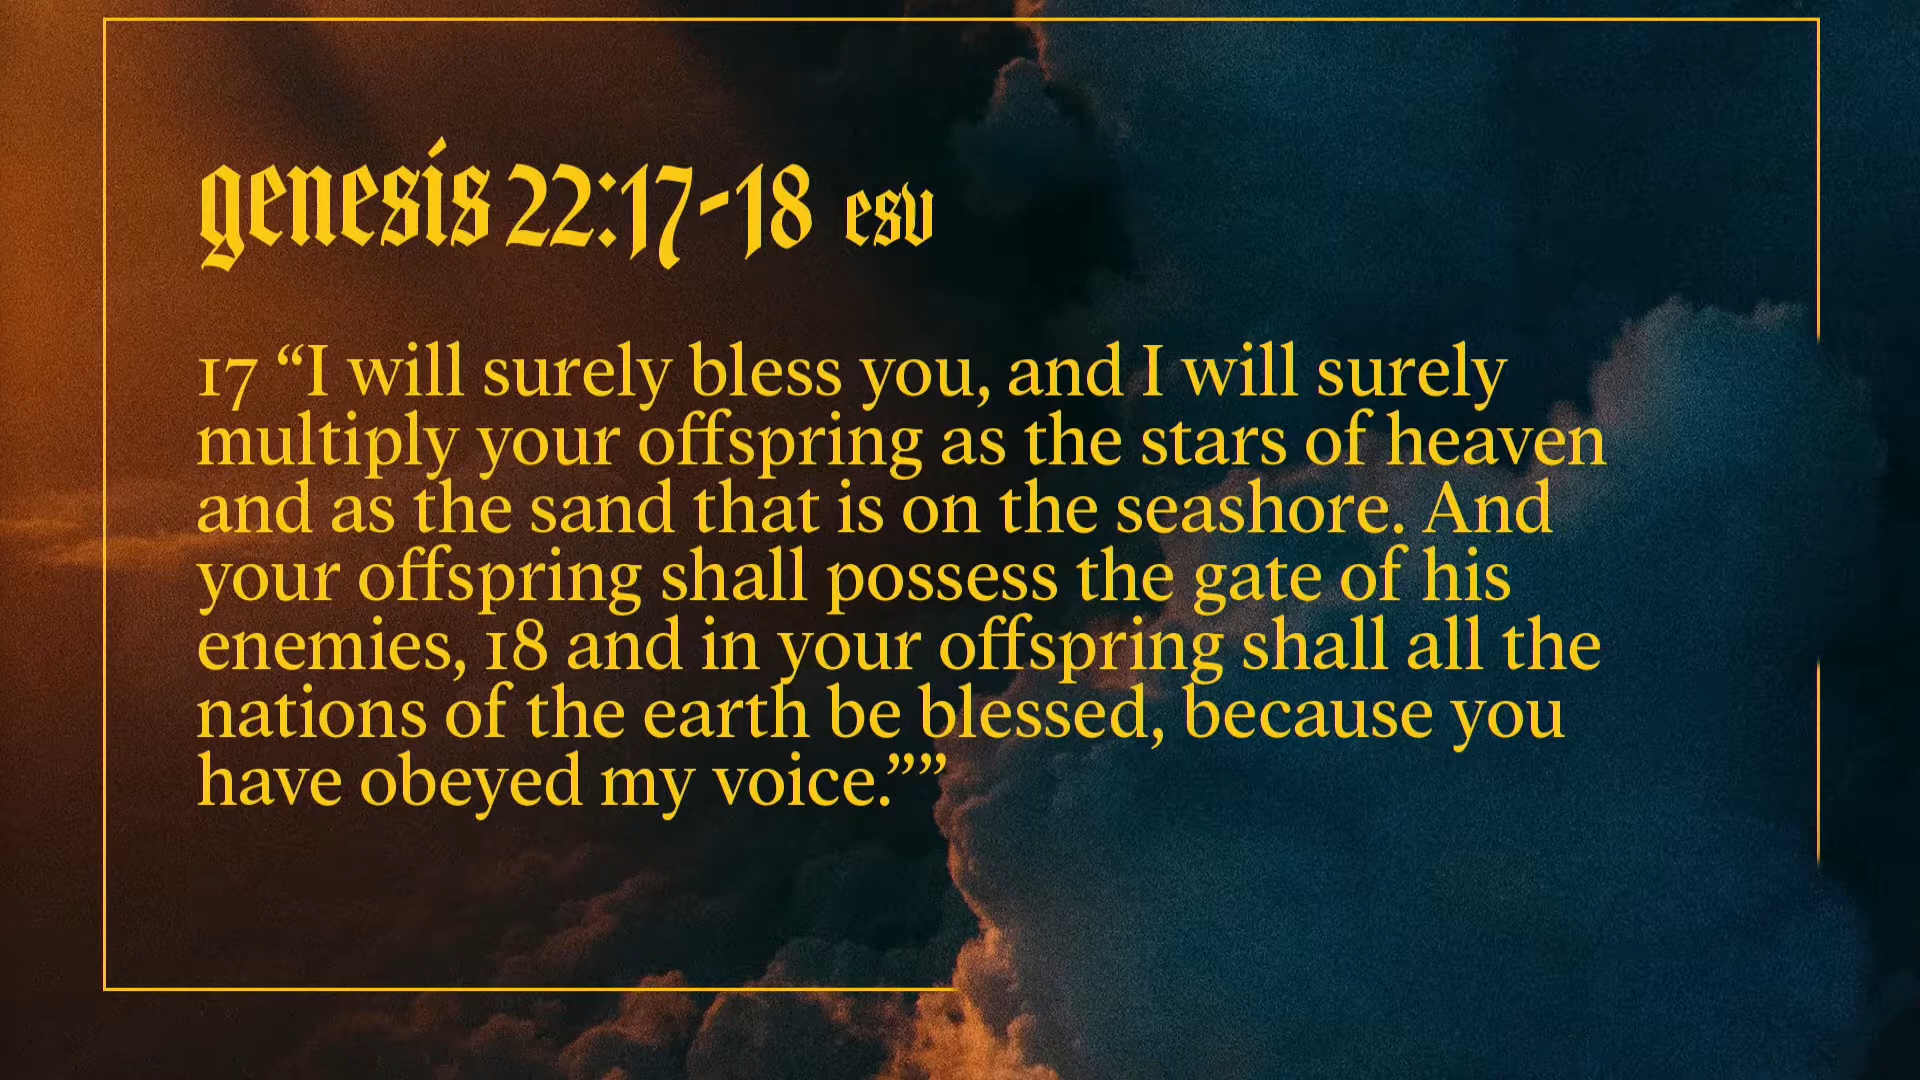 genesis 22:17-18 esv
17 “I will surely bless you, and I will surely
multiply your offspring as the stars of heaven
and as the sand that is on the seashore. And
your offspring shall possess the gate of his
enemies, 18 and in your offspring shall all the
nations of the earth be blessed, because you
have obeyed my voice.””